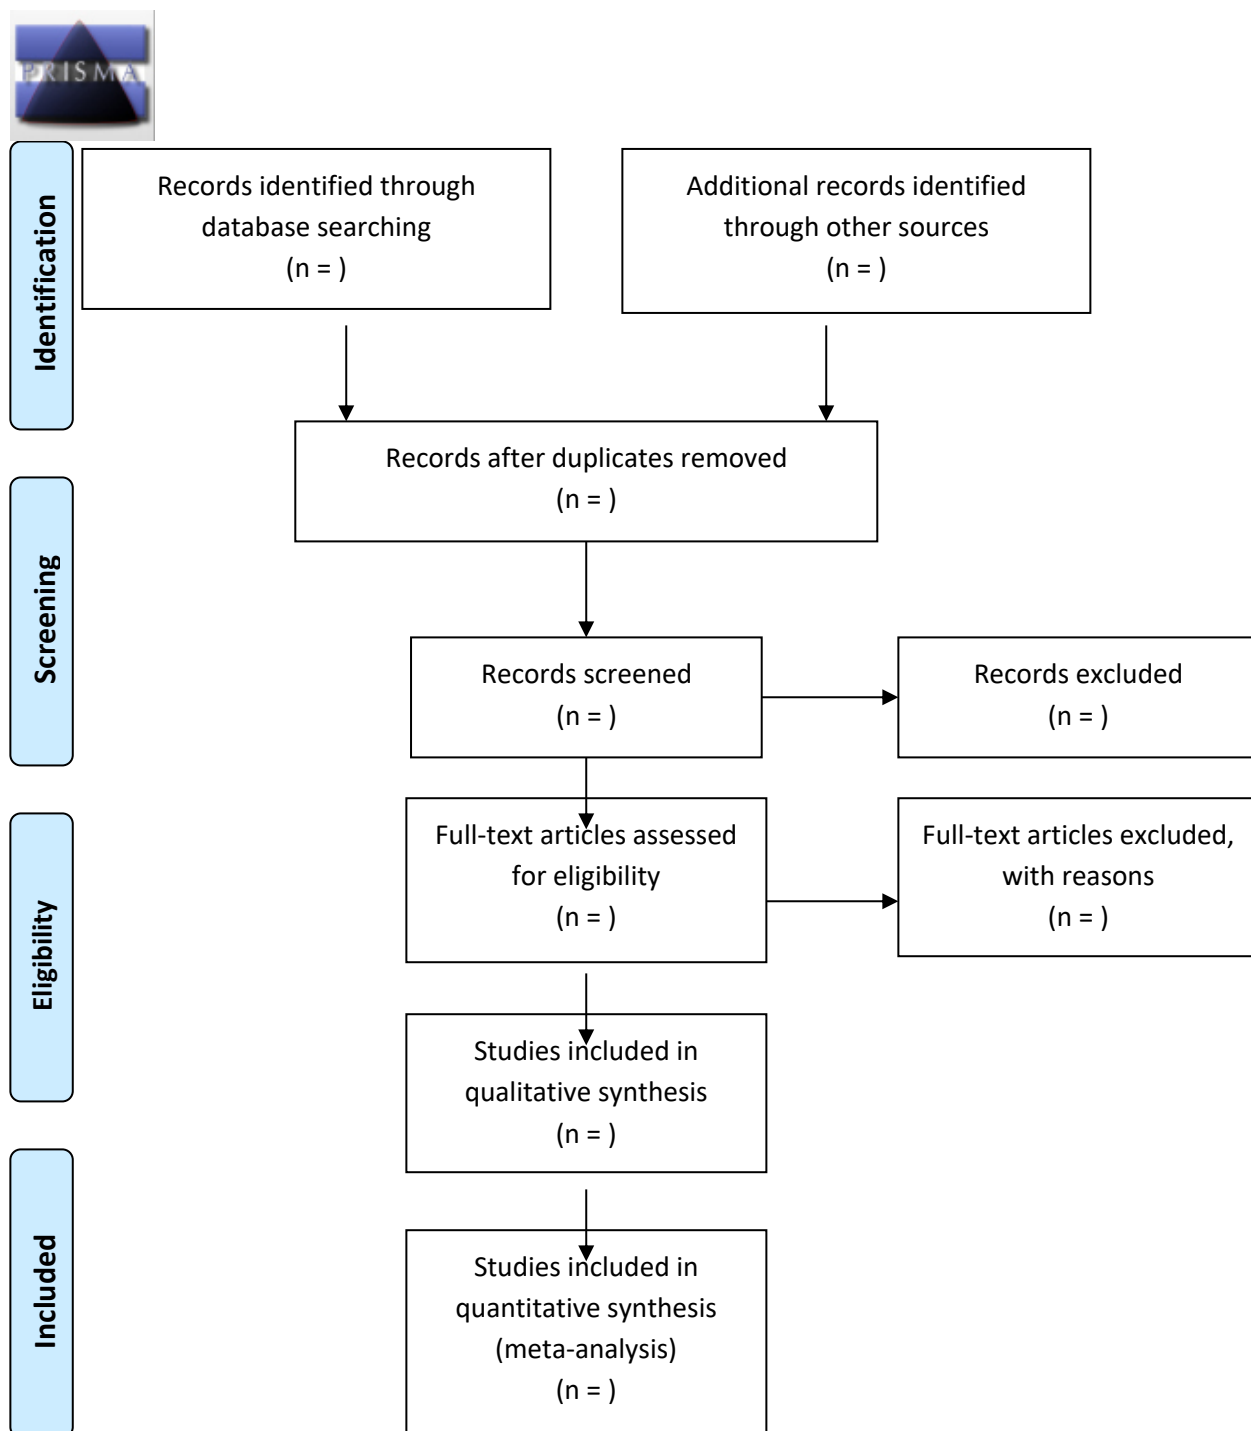 PRISMA
Identification
Records identified through
database searching
(n = )
Additional records identified
through other sources
(n = )
Records after duplicates removed
(n = )
Screening
Records screened
(n = )
Records excluded
(n = )
Eligibility
Full-text articles assessed
for eligibility
(n = )
Full-text articles excluded,
with reasons
(n = )
Studies included in
qualitative synthesis
(n = )
Included
Studies included in
quantitative synthesis
(meta-analysis)
(n = )